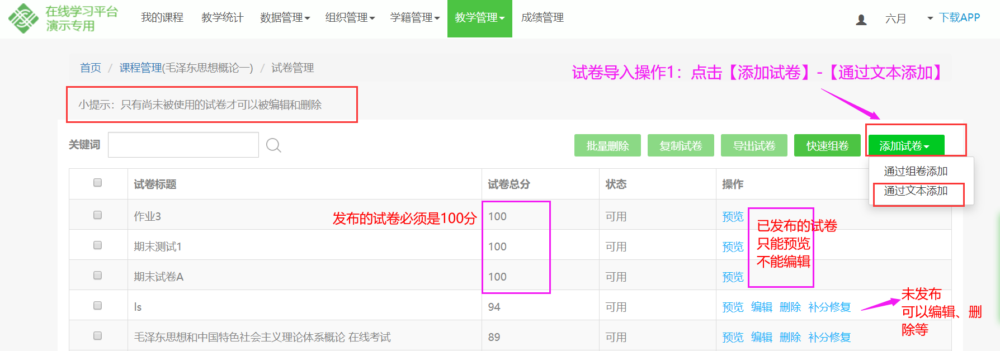 在线学习平台
演示专用
我的课程 教学统计 数据管理 组织管理 学籍管理 教学管理 成绩管理 六月 下载APP
首页 / 课程管理(毛泽东思想概论一) / 试卷管理
试卷导入操作1：点击【添加试卷】-【通过文本添加】
小提示：只有尚未被使用的试卷才可以被编辑和删除
关键词 批量删除 复制试卷 导出试卷 快速组卷 添加试卷
通过组卷添加
通过文本添加
试卷标题 试卷总分 状态 操作
作业3 100 可用 预览
发布的试卷必须是100分
期末测试1 100 可用 预览
期末试卷A 100 可用 预览
已发布的试卷
只能预览
不能编辑
ls 94 可用 预览 编辑 删除 补分修复
毛泽东思想和中国特色社会主义理论体系概论 在线考试 89 可用 预览 编辑 删除 补分修复
未发布
可以编辑、删
除等